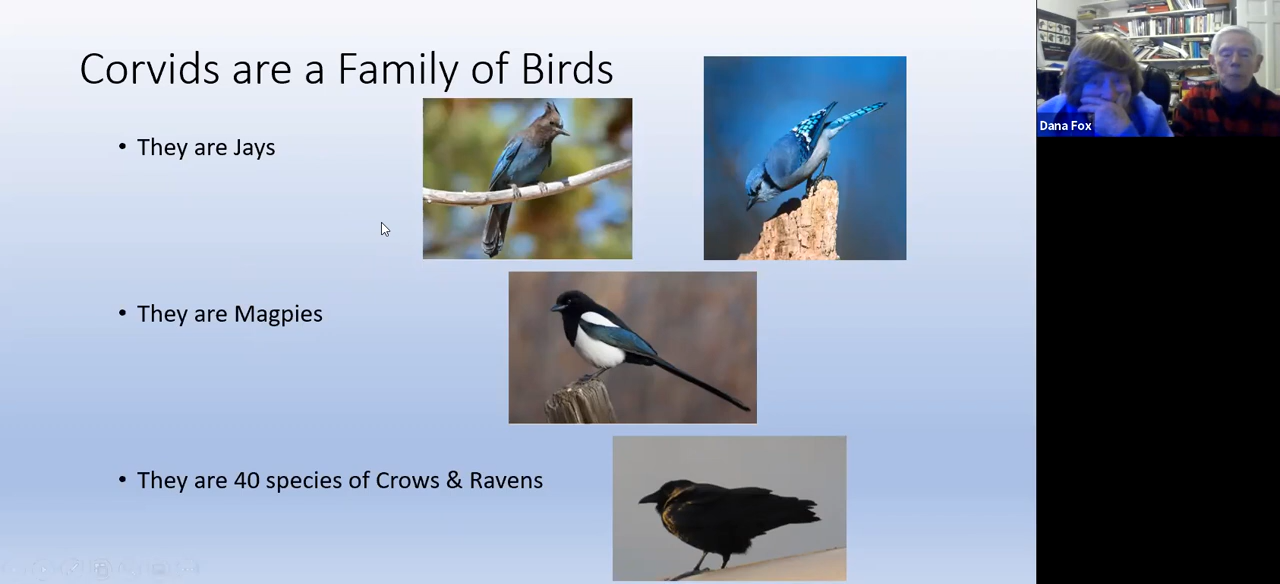 Corvids are a Family of Birds
• They are Jays
• They are Magpies
• They are 40 species of Crows & Ravens
Dana Fox